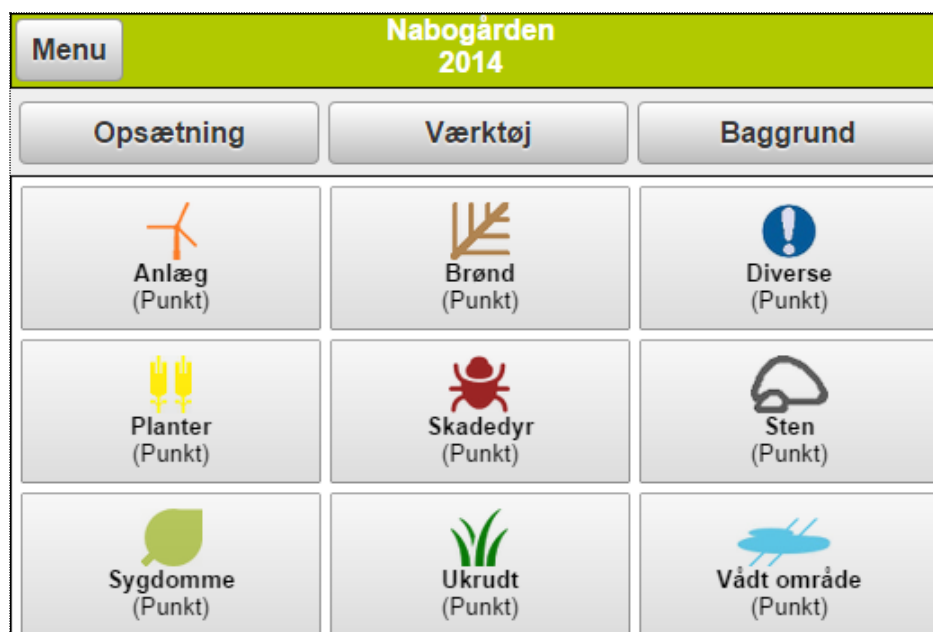 Menu
Nabogården
2014
Opsætning
Værktøj
Baggrund
Anlæg
(Punkt)
Brønd
(Punkt)
Diverse
(Punkt)
Planter
(Punkt)
Skadedyr
(Punkt)
Sten
(Punkt)
Sygdomme
(Punkt)
Ukrudt
(Punkt)
Vådt område
(Punkt)